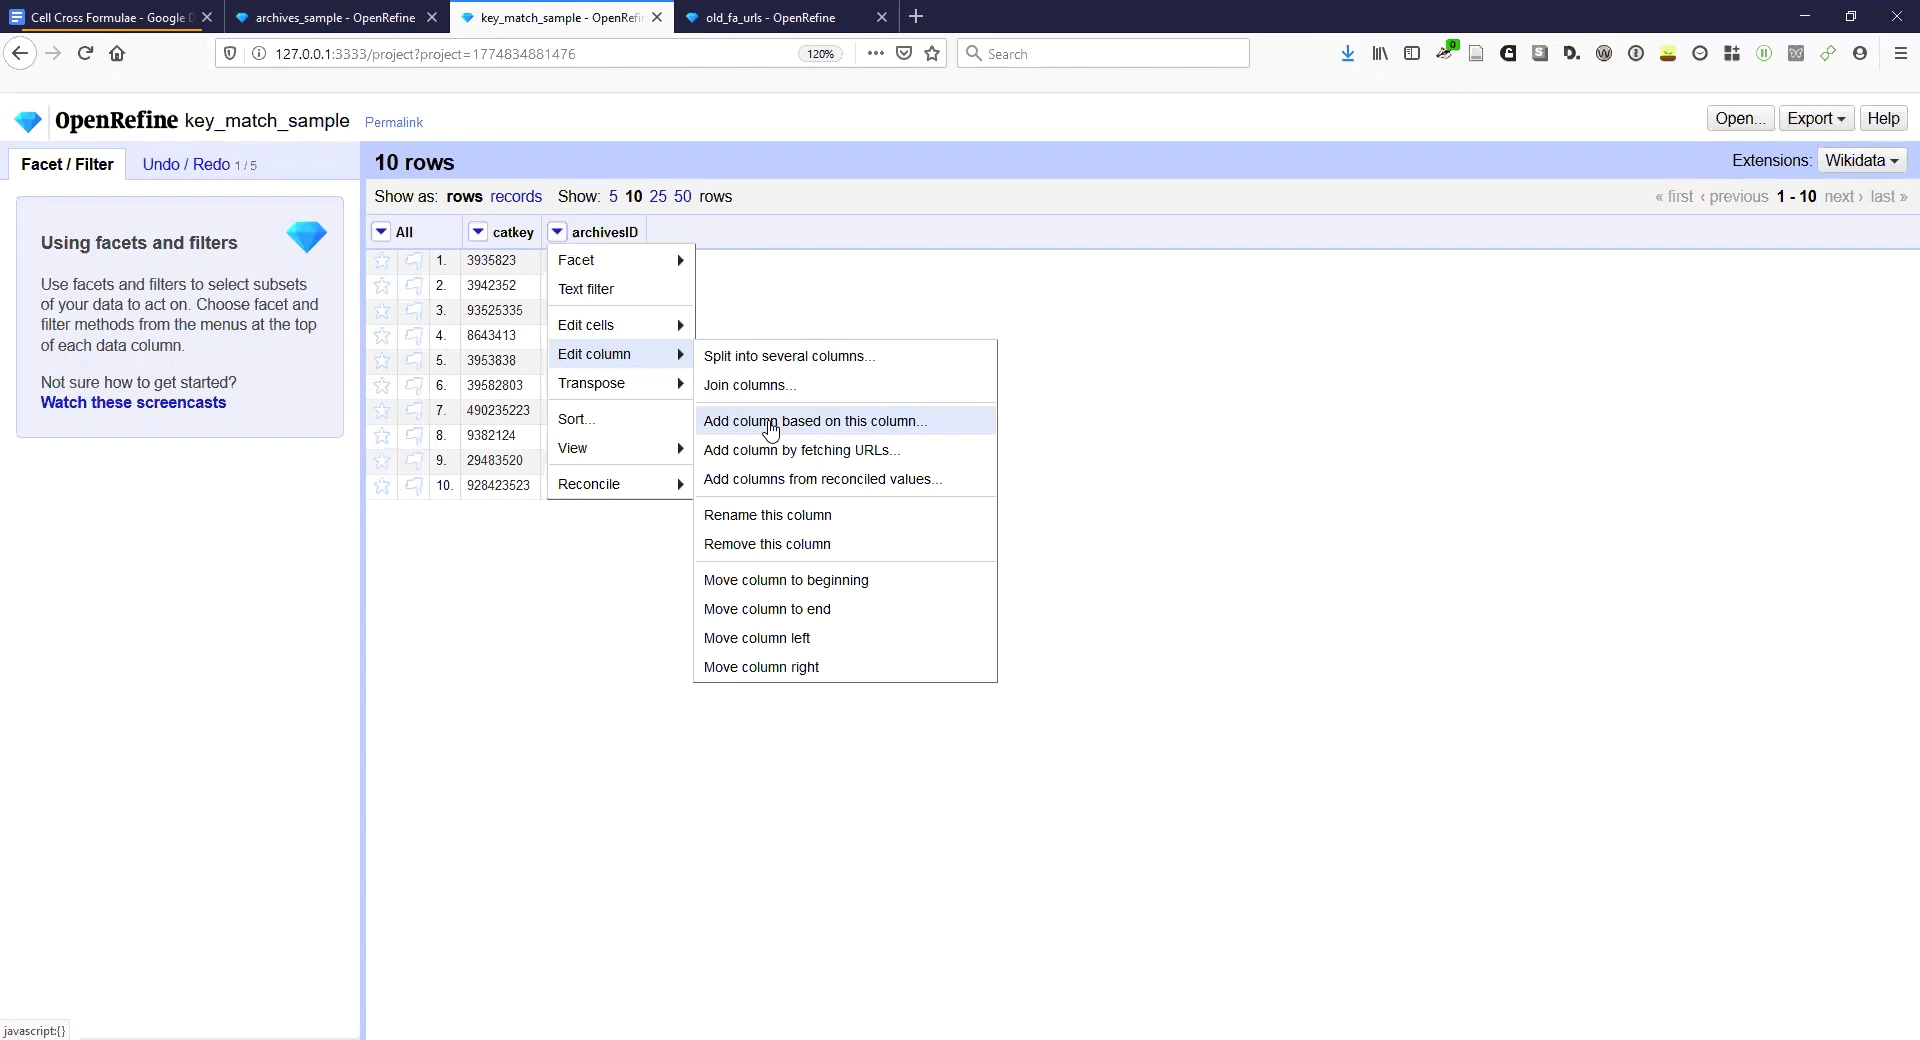 Cell Cross Formulae - Google D
archives_sample - OpenRefine
key_match_sample - OpenRefin
old_fa_urls - OpenRefine
127.0.0.1:3333/project?project=1774834881476
120%
Search
0
OpenRefine key_match_sample Permalink
Open...
Export
Help
Facet / Filter
Undo / Redo 1 / 5
10 rows
Extensions: Wikidata
Show as: rows records Show: 5 10 25 50 rows
« first ‹ previous 1 - 10 next › last »
Using facets and filters
Use facets and filters to select subsets
of your data to act on. Choose facet and
filter methods from the menus at the top
of each data column.
Not sure how to get started?
Watch these screencasts
All
catkey
archivesID
1. 3935823
2. 3942352
3. 93525335
4. 8643413
5. 3953838
6. 39582803
7. 490235223
8. 9382124
9. 29483520
10. 928423523
Facet
Text filter
Edit cells
Edit column
Transpose
Sort...
View
Reconcile
Split into several columns...
Join columns...
Add column based on this column...
Add column by fetching URLs...
Add columns from reconciled values...
Rename this column
Remove this column
Move column to beginning
Move column to end
Move column left
Move column right
javascript:{}